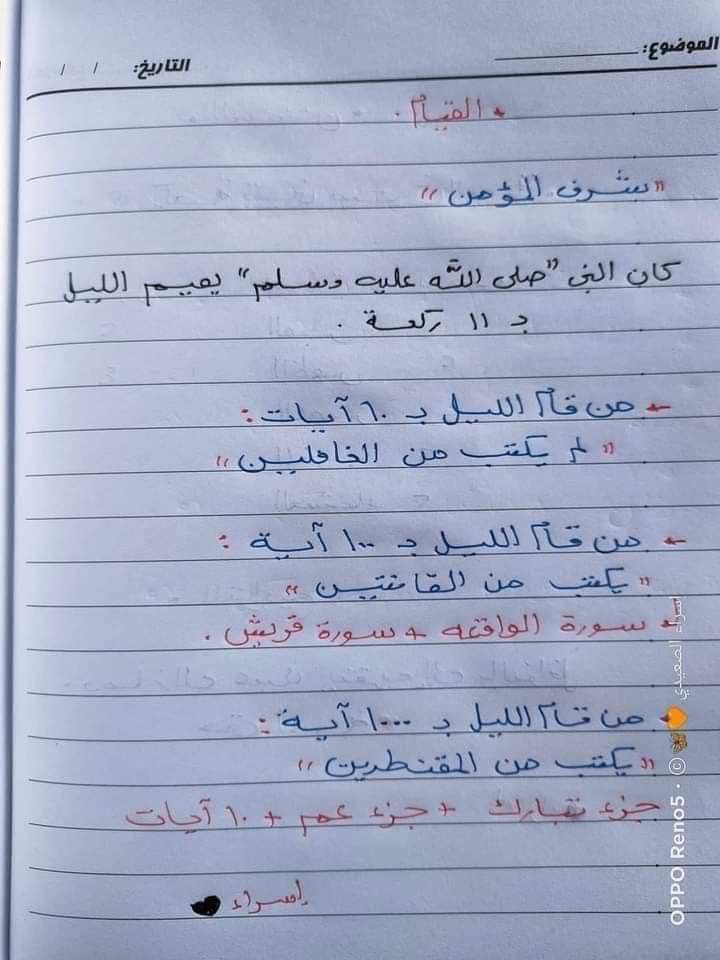 الموضوع: التاريخ: / /
* القيام .
"شرف المؤمن"
كان النبي "صلى الله عليه وسلم" يقيم الليل
بـ ١١ ركعة .
← من قام الليل بـ ١٠ آيات :
"لم يكتب من الغافلين"
← من قام الليل بـ ١٠٠ آية :
"يكتب من القانتين"
* سورة الواقعه + سورة قريش .
من قام الليل بـ ١٠٠٠ آية :
"يكتب من المقنطرين"
جزء تبارك + جزء عم + ١٠ آيات
إسراء 🖤
OPPO Reno5 · © 🦋🧡 إسراء الصعيدي